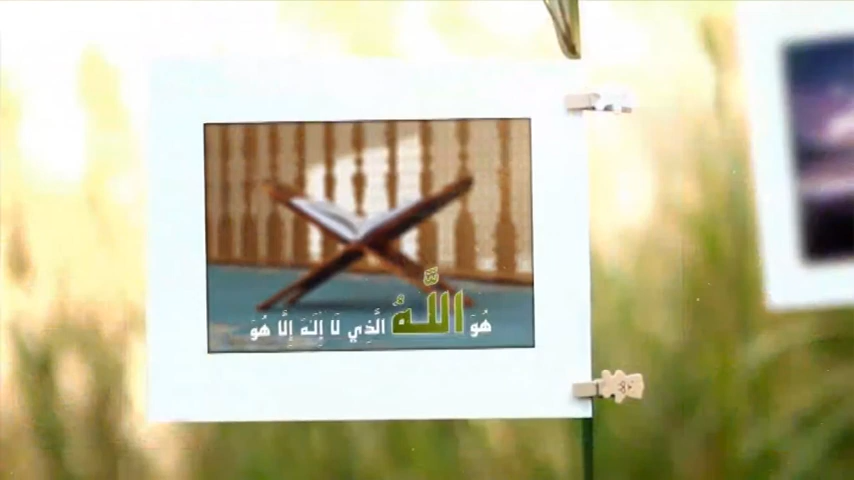 هُوَ اللَّهُ الَّذِي لَا إِلَهَ إِلَّا هُوَ